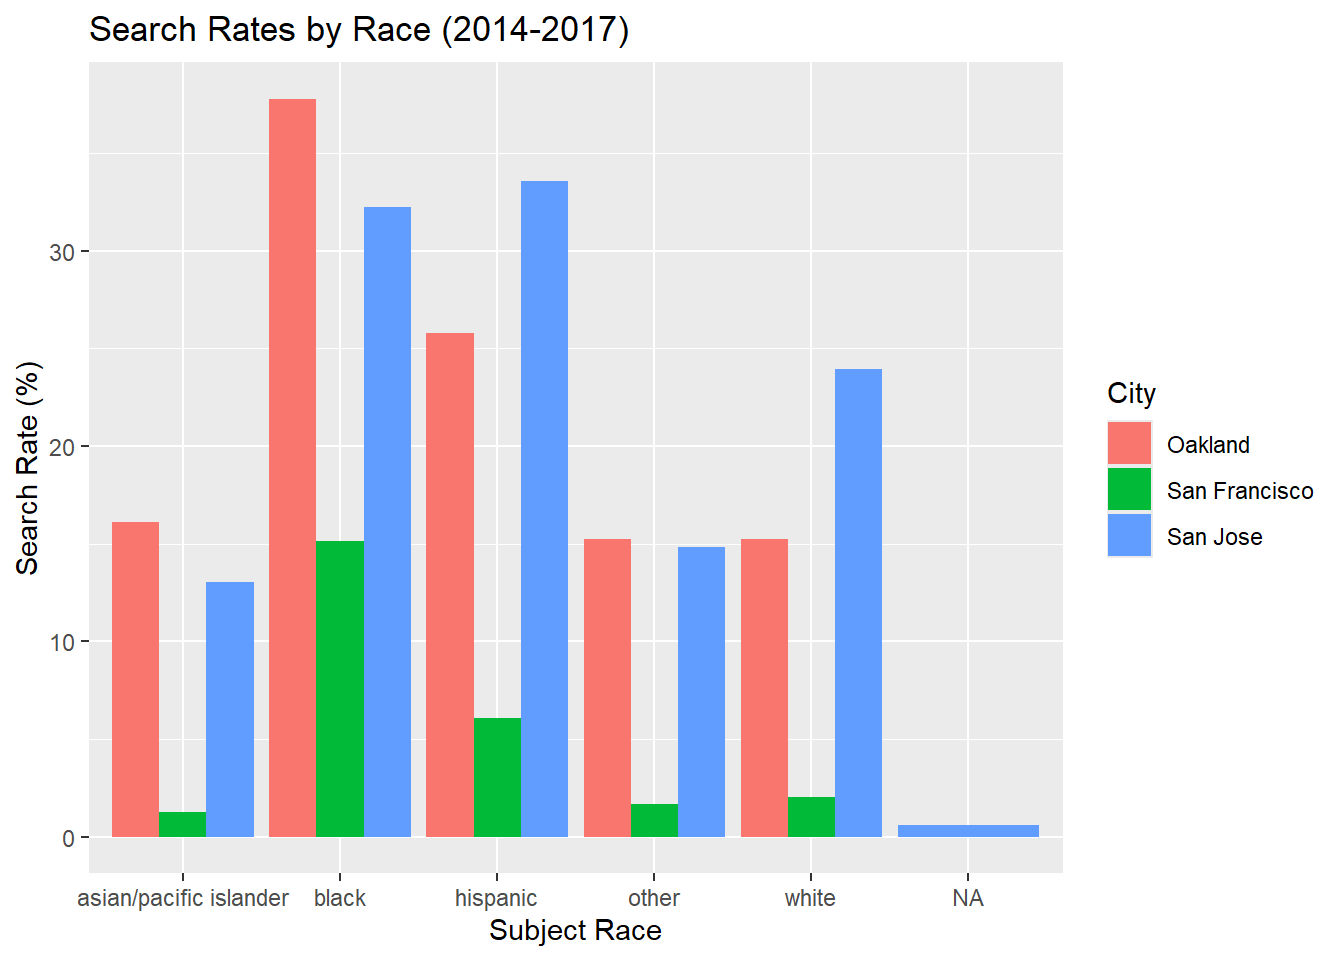 Search Rates by Race (2014-2017)
Search Rate (%)
30
20
10
0
asian/pacific islander black hispanic other white NA
Subject Race
City
Oakland
San Francisco
San Jose